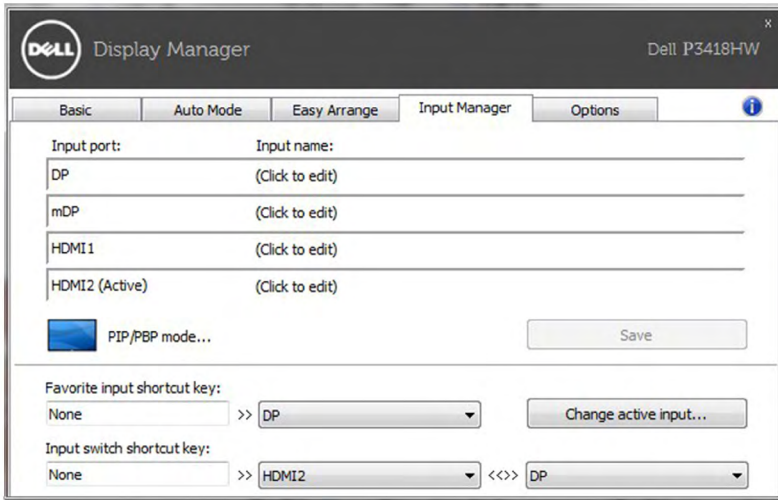 x
DELL Display Manager Dell P3418HW
Basic Auto Mode Easy Arrange Input Manager Options i
Input port: Input name:
DP (Click to edit)
mDP (Click to edit)
HDMI1 (Click to edit)
HDMI2 (Active) (Click to edit)
PIP/PBP mode... Save
Favorite input shortcut key:
None >> DP Change active input...
Input switch shortcut key:
None >> HDMI2 <<>> DP